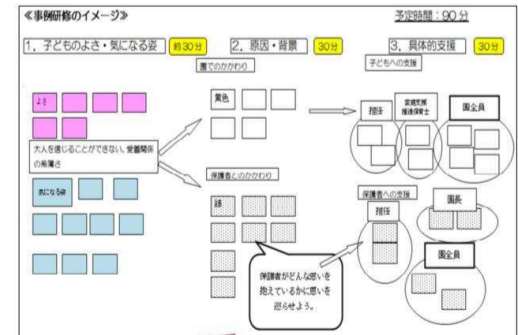 ≪事例研修のイメージ≫
予定時間：90分
1．子どものよさ・気になる姿
約30分
2．原因・背景
30分
3．具体的支援
30分
園でのかかわり
子どもへの支援
よさ
黄色
担任
家庭支援
推進保育士
園全員
大人を信じることができない、愛着関係
の希薄さ
気になる姿
保護者とのかかわり
保護者への支援
担任
園長
園全員
保護者がどんな思いを
抱えているかに思いを
巡らせよう。